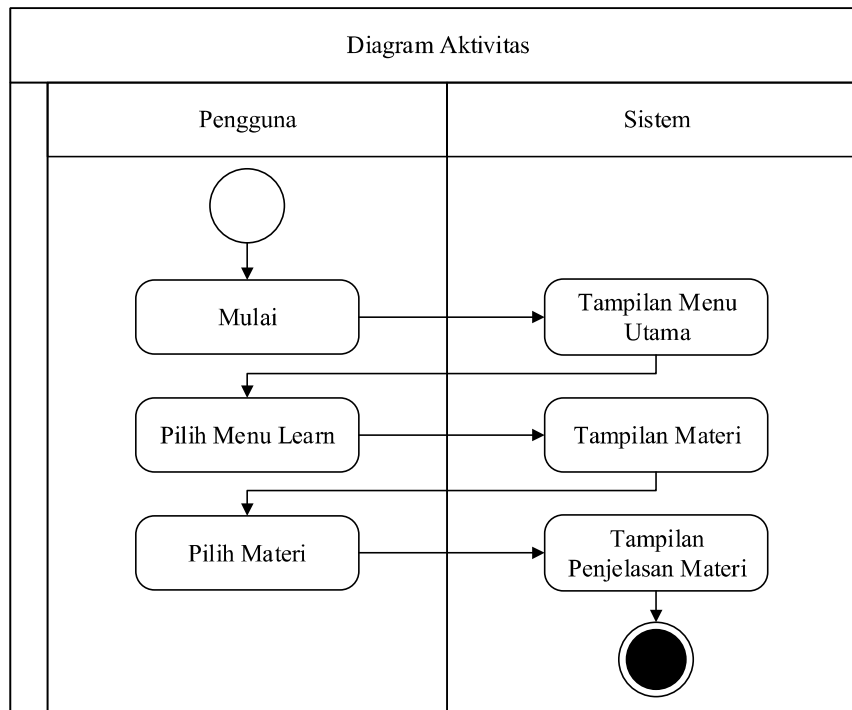 Diagram Aktivitas
Pengguna
Sistem
Mulai
Tampilan Menu
Utama
Pilih Menu Learn
Tampilan Materi
Pilih Materi
Tampilan
Penjelasan Materi